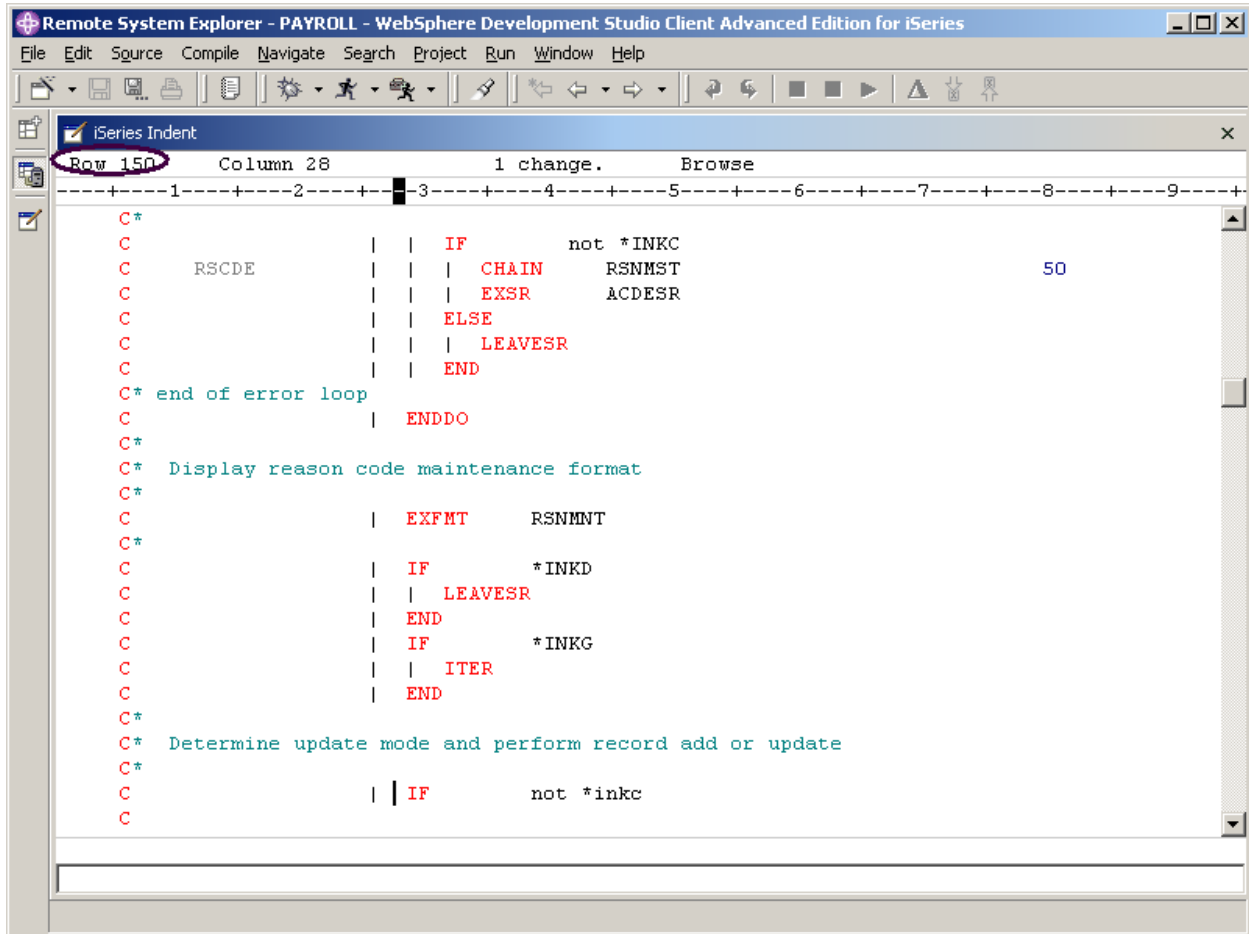 Remote System Explorer - PAYROLL - WebSphere Development Studio Client Advanced Edition for iSeries
File Edit Source Compile Navigate Search Project Run Window Help
iSeries Indent
Row 150 Column 28 1 change. Browse
----+----1----+----2----+----3----+----4----+----5----+----6----+----7----+----8----+----9----+-
C*
C | | IF not *INKC
C RSCDE | | | CHAIN RSNMST 50
C | | | EXSR ACDESR
C | | ELSE
C | | | LEAVESR
C | | END
C* end of error loop
C | ENDDO
C*
C* Display reason code maintenance format
C*
C | EXFMT RSNMNT
C*
C | IF *INKD
C | | LEAVESR
C | END
C | IF *INKG
C | | ITER
C | END
C*
C* Determine update mode and perform record add or update
C*
C | IF not *inkc
C